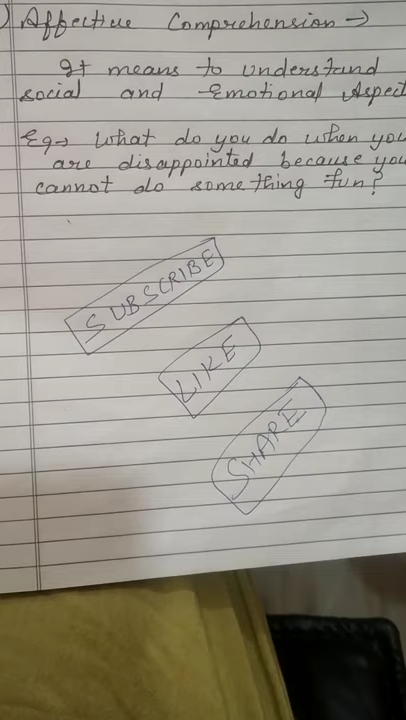 ) Affective Comprehension →
It means to understand
social and Emotional Aspect
Eg→ What do you do when you
are disappointed because you
cannot do something fun?
SUBSCRIBE
LIKE
SHARE